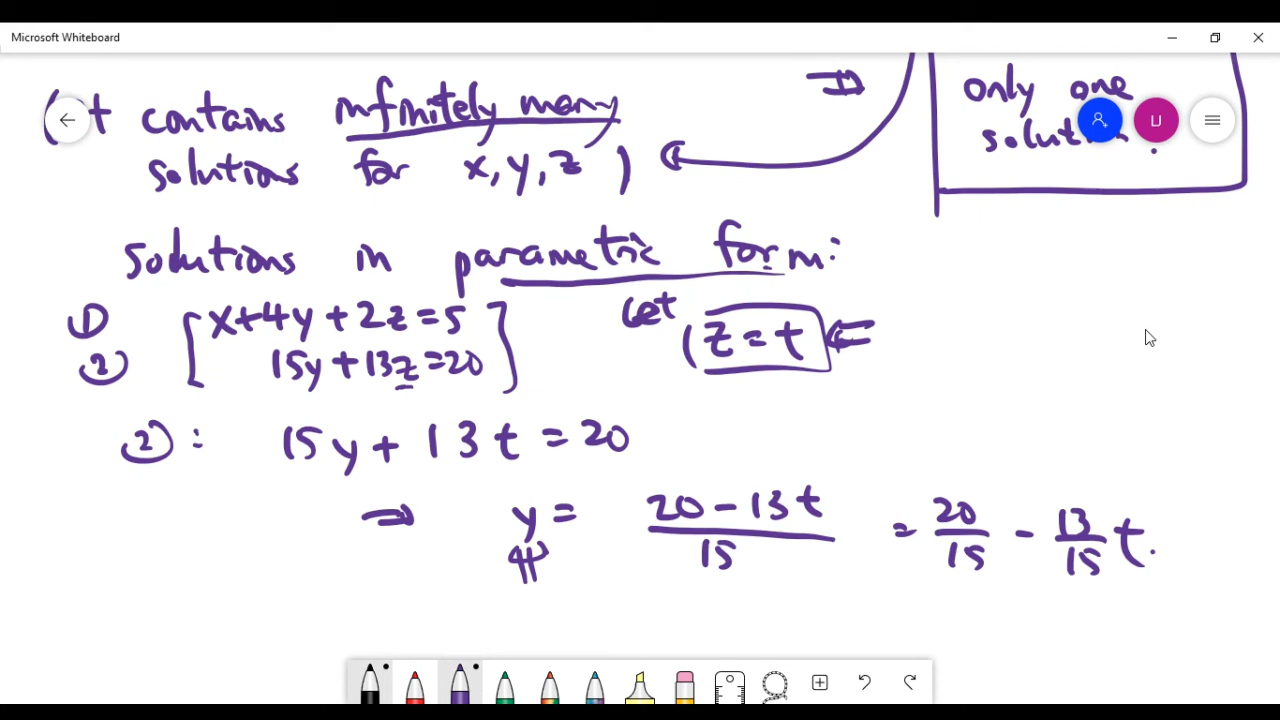 Microsoft Whiteboard
contains infinitely many
solutions for x, y, z )
only one
solution.
IJ
solutions in parametric form:
① x+4y+2z=5
② 15y+13z=20
Let (z=t
②: 15y+13t=20
⇒ y = (20-13t)/15 = 20/15 - 13/15 t.